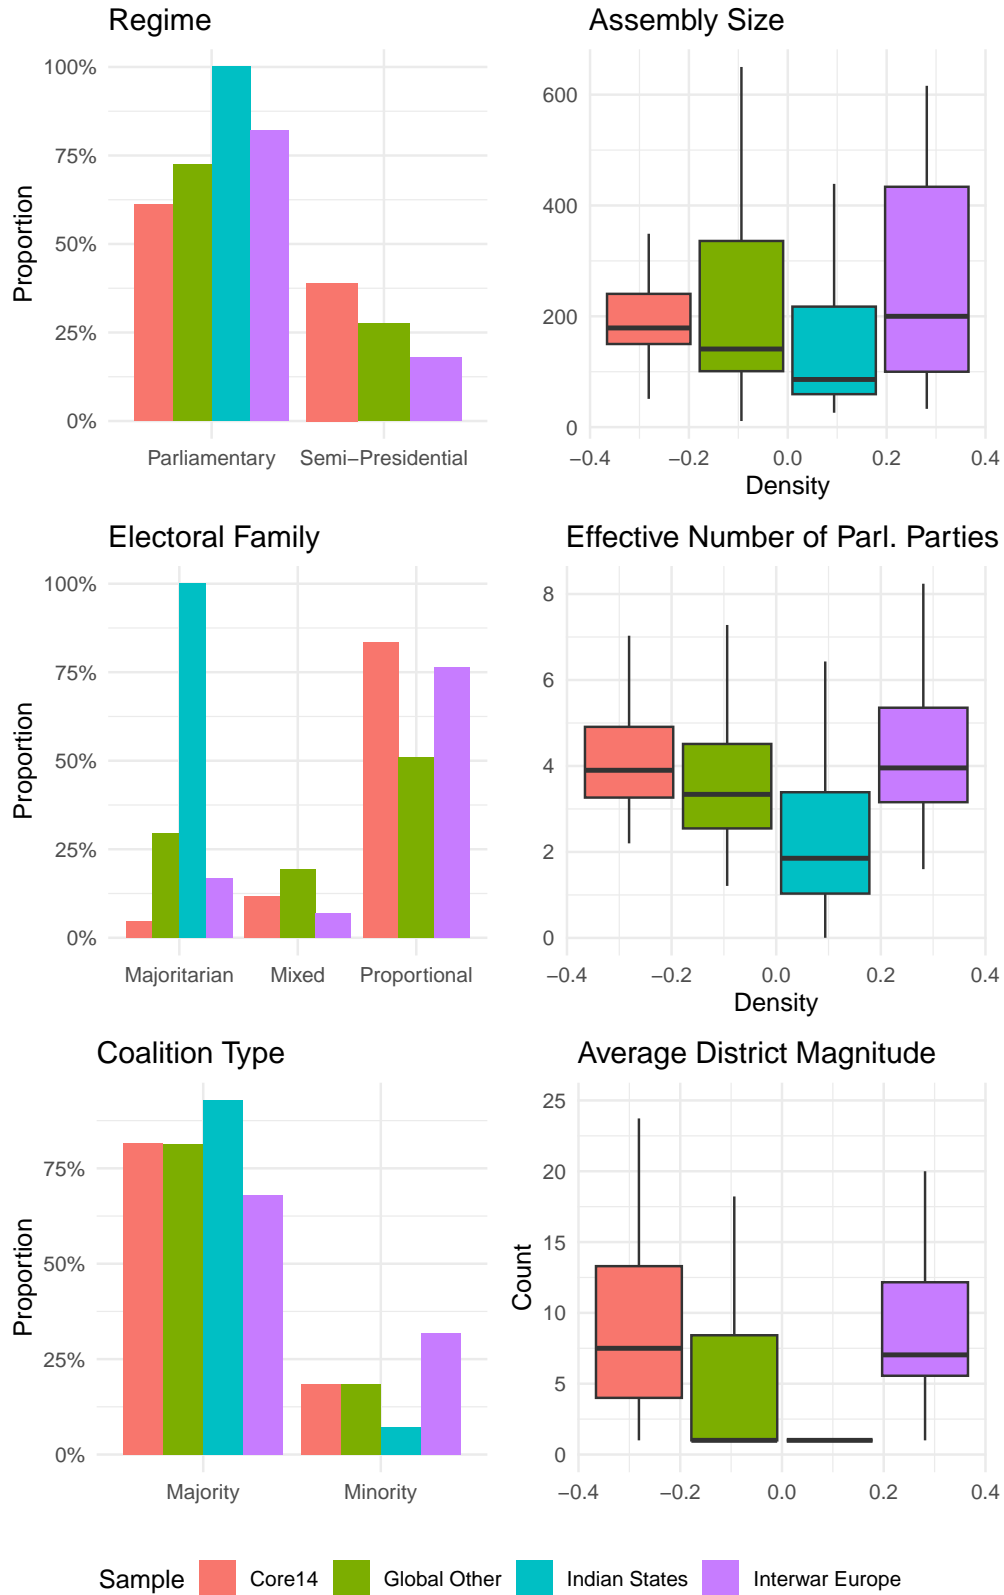 Regime
100%
75%
50%
25%
0%
Proportion
Parliamentary Semi−Presidential
Assembly Size
600
400
200
0
−0.4 −0.2 0.0 0.2 0.4
Density
Electoral Family
100%
75%
50%
25%
0%
Proportion
Majoritarian Mixed Proportional
Effective Number of Parl. Parties
8
6
4
2
0
−0.4 −0.2 0.0 0.2 0.4
Density
Coalition Type
75%
50%
25%
0%
Proportion
Majority Minority
Average District Magnitude
25
20
15
10
5
0
Count
−0.4 −0.2 0.0 0.2 0.4
Sample Core14 Global Other Indian States Interwar Europe